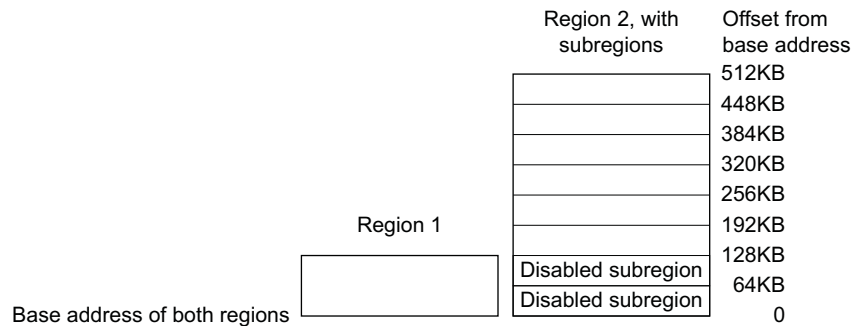 Region 2, with
subregions
Offset from
base address
512KB
448KB
384KB
320KB
256KB
192KB
Region 1
128KB
Disabled subregion
64KB
Disabled subregion
Base address of both regions
0